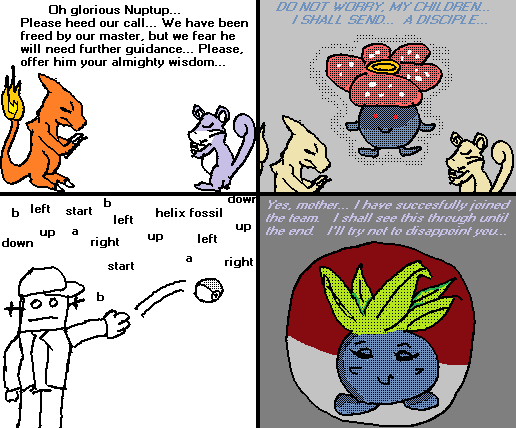 Oh glorious Nuptup...
Please heed our call... We have been
freed by our master, but we fear he
will need further guidance... Please,
offer him your almighty wisdom...
DO NOT WORRY, MY CHILDREN...
I SHALL SEND... A DISCIPLE...
down
b
b left start
left helix fossil
up
up a
up
left
down
right
a
start
right
b
Yes, mother... I have succesfully joined
the team. I shall see this through until
the end. I'll try not to disappoint you...